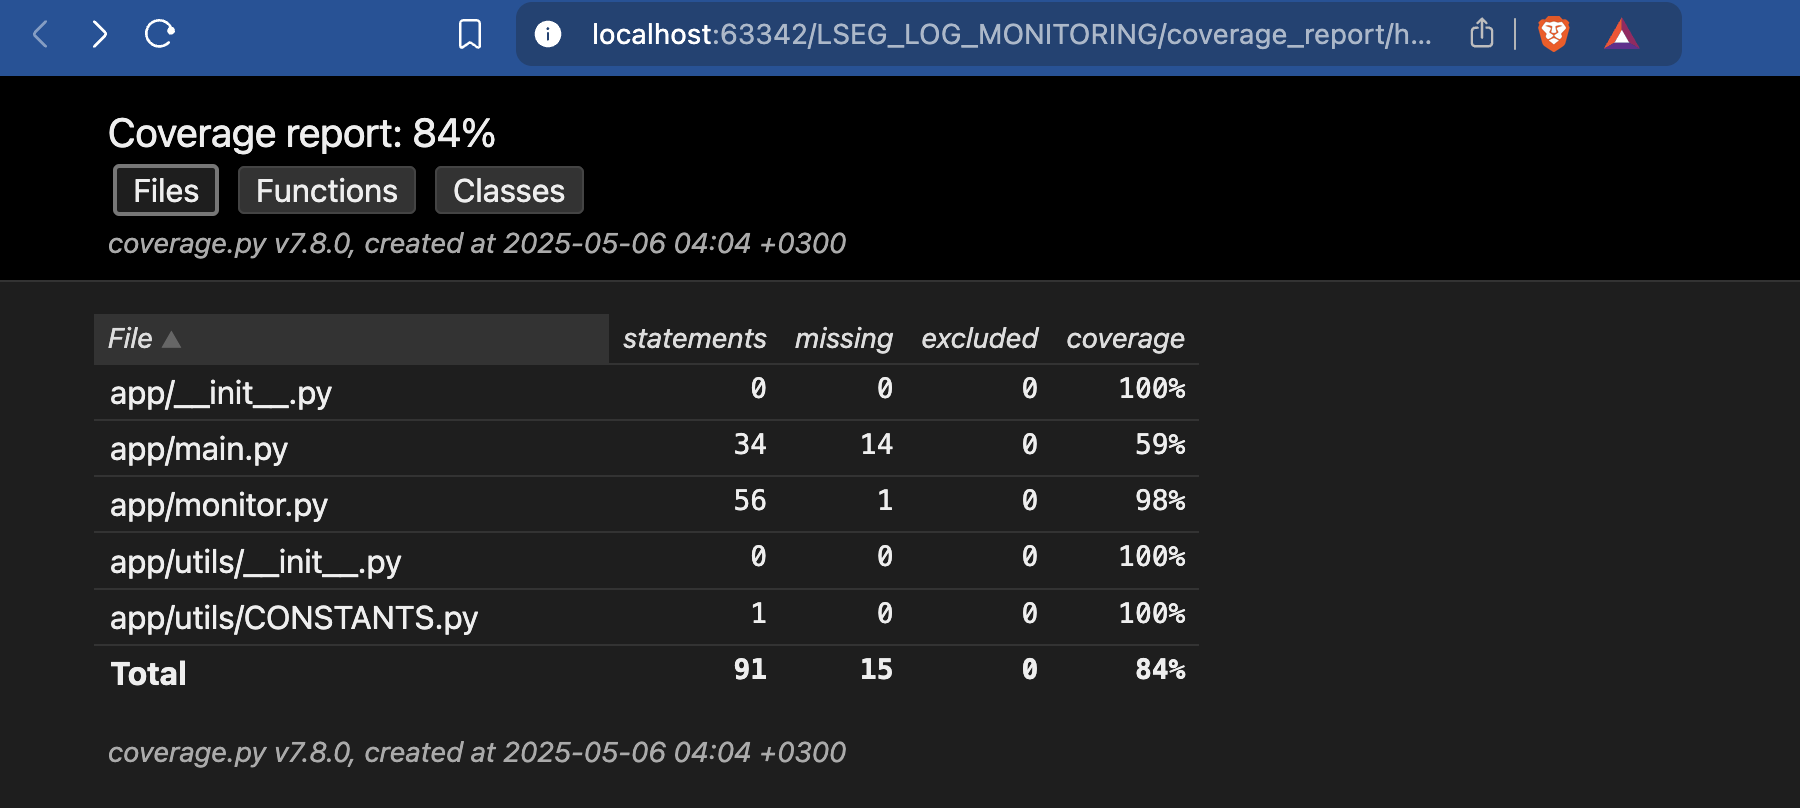 localhost:63342/LSEG_LOG_MONITORING/coverage_report/h...
Coverage report: 84%
Files Functions Classes
coverage.py v7.8.0, created at 2025-05-06 04:04 +0300
File ▲ statements missing excluded coverage
app/__init__.py 0 0 0 100%
app/main.py 34 14 0 59%
app/monitor.py 56 1 0 98%
app/utils/__init__.py 0 0 0 100%
app/utils/CONSTANTS.py 1 0 0 100%
Total 91 15 0 84%
coverage.py v7.8.0, created at 2025-05-06 04:04 +0300